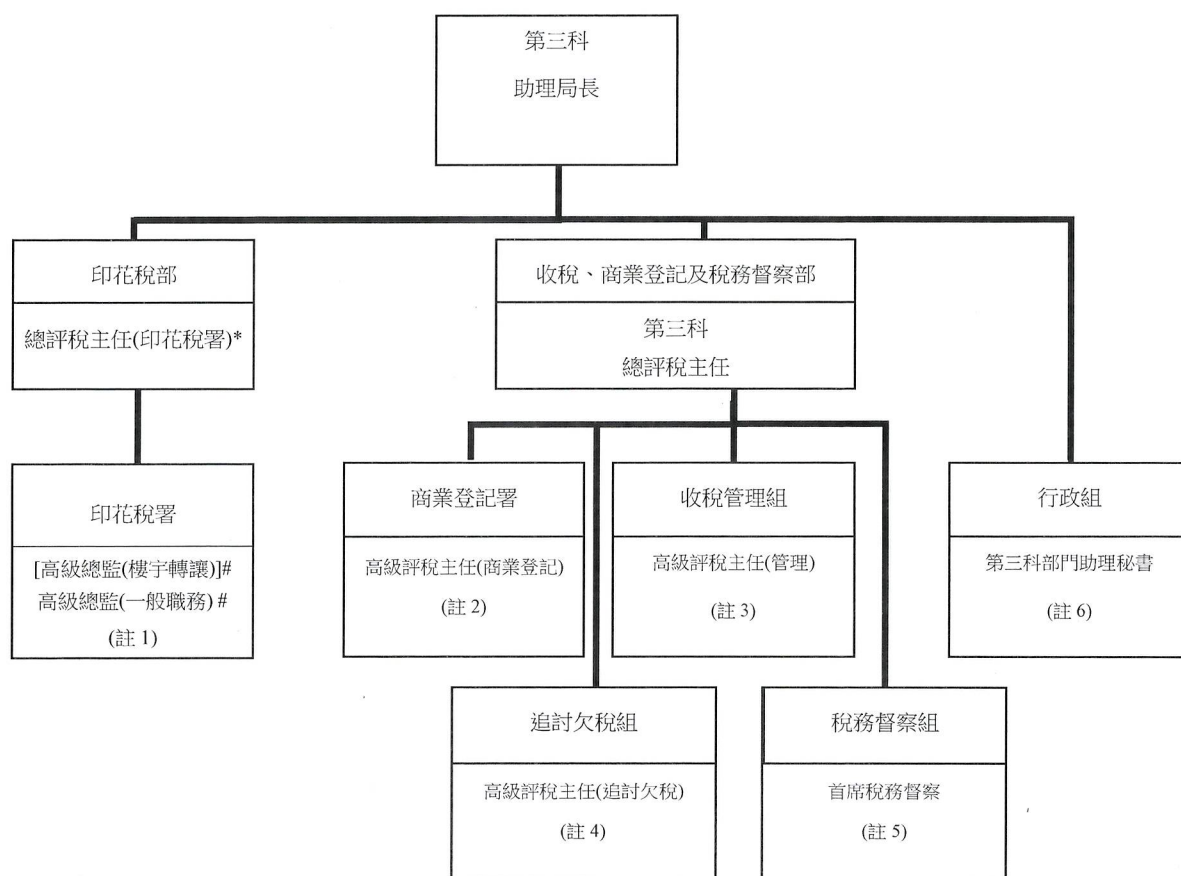 第三科
助理局長
印花稅部
總評稅主任(印花稅署)*
收稅、商業登記及稅務督察部
第三科
總評稅主任
印花稅署
[高級總監(樓宇轉讓)]#
高級總監(一般職務) #
(註 1)
商業登記署
高級評稅主任(商業登記)
(註 2)
收稅管理組
高級評稅主任(管理)
(註 3)
行政組
第三科部門助理秘書
(註 6)
追討欠稅組
高級評稅主任(追討欠稅)
(註 4)
稅務督察組
首席稅務督察
(註 5)